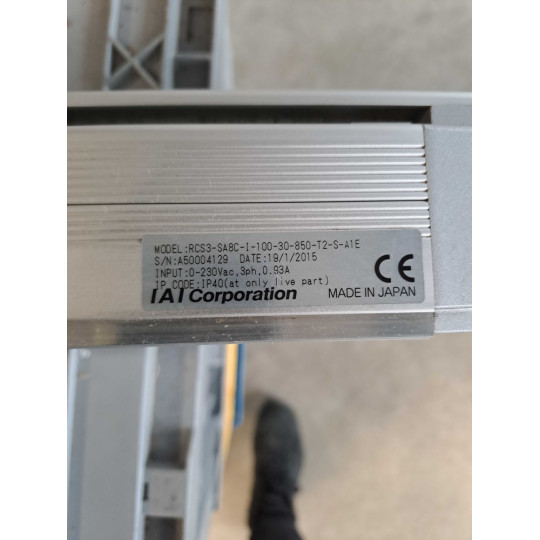 MODEL:RCS3-SA8C-I-100-30-850-T2-S-A1E
S/N:A50004129 DATE:19/1/2015
INPUT:0-230Vac,3ph,0.93A
IP CODE:IP40(at only live part)
IAI Corporation MADE IN JAPAN
CE